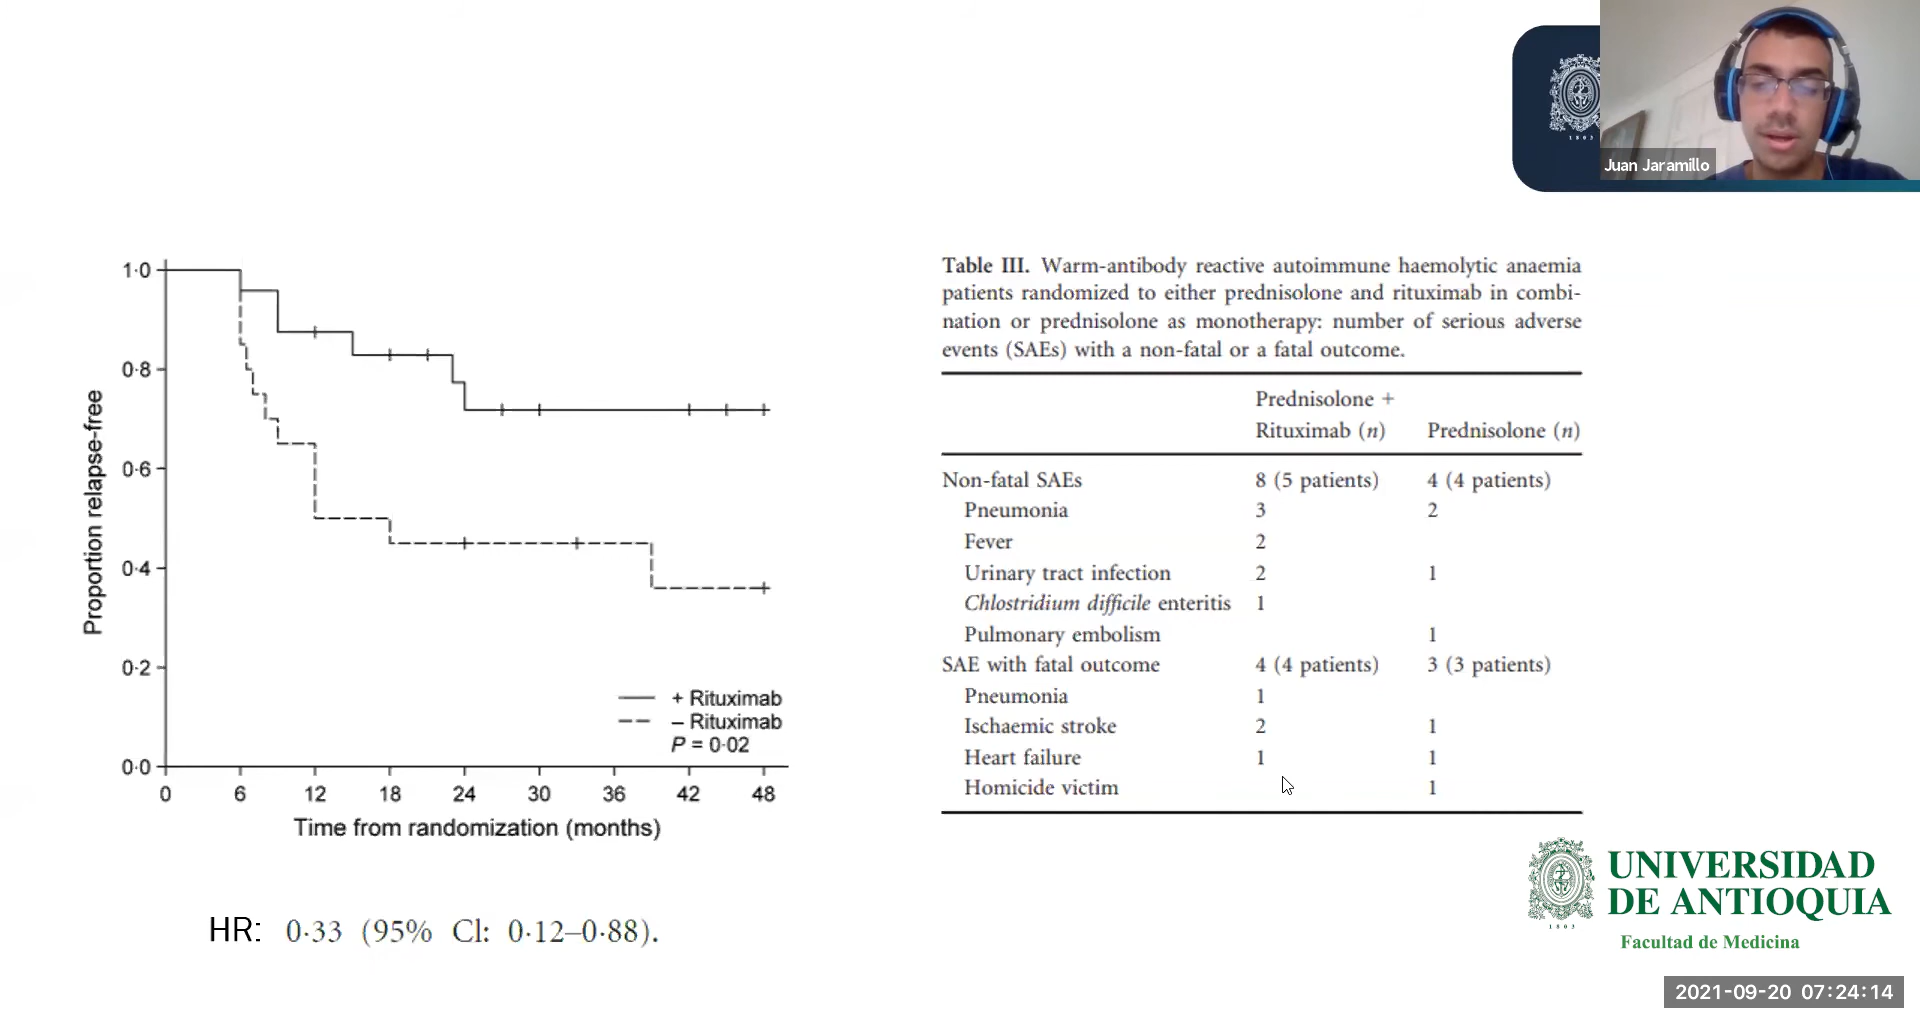 Juan Jaramillo
1803
1·0
0·8
0·6
0·4
0·2
0·0
Proportion relapse-free
+ Rituximab
– Rituximab
P = 0·02
0 6 12 18 24 30 36 42 48
Time from randomization (months)
HR: 0·33 (95% CI: 0·12–0·88).
Table III. Warm-antibody reactive autoimmune haemolytic anaemia
patients randomized to either prednisolone and rituximab in combi-
nation or prednisolone as monotherapy: number of serious adverse
events (SAEs) with a non-fatal or a fatal outcome.
Prednisolone +
Rituximab (n) Prednisolone (n)
Non-fatal SAEs 8 (5 patients) 4 (4 patients)
Pneumonia 3 2
Fever 2
Urinary tract infection 2 1
Chlostridium difficile enteritis 1
Pulmonary embolism 1
SAE with fatal outcome 4 (4 patients) 3 (3 patients)
Pneumonia 1
Ischaemic stroke 2 1
Heart failure 1 1
Homicide victim 1
1803
UNIVERSIDAD
DE ANTIOQUIA
Facultad de Medicina
2021-09-20 07:24:14